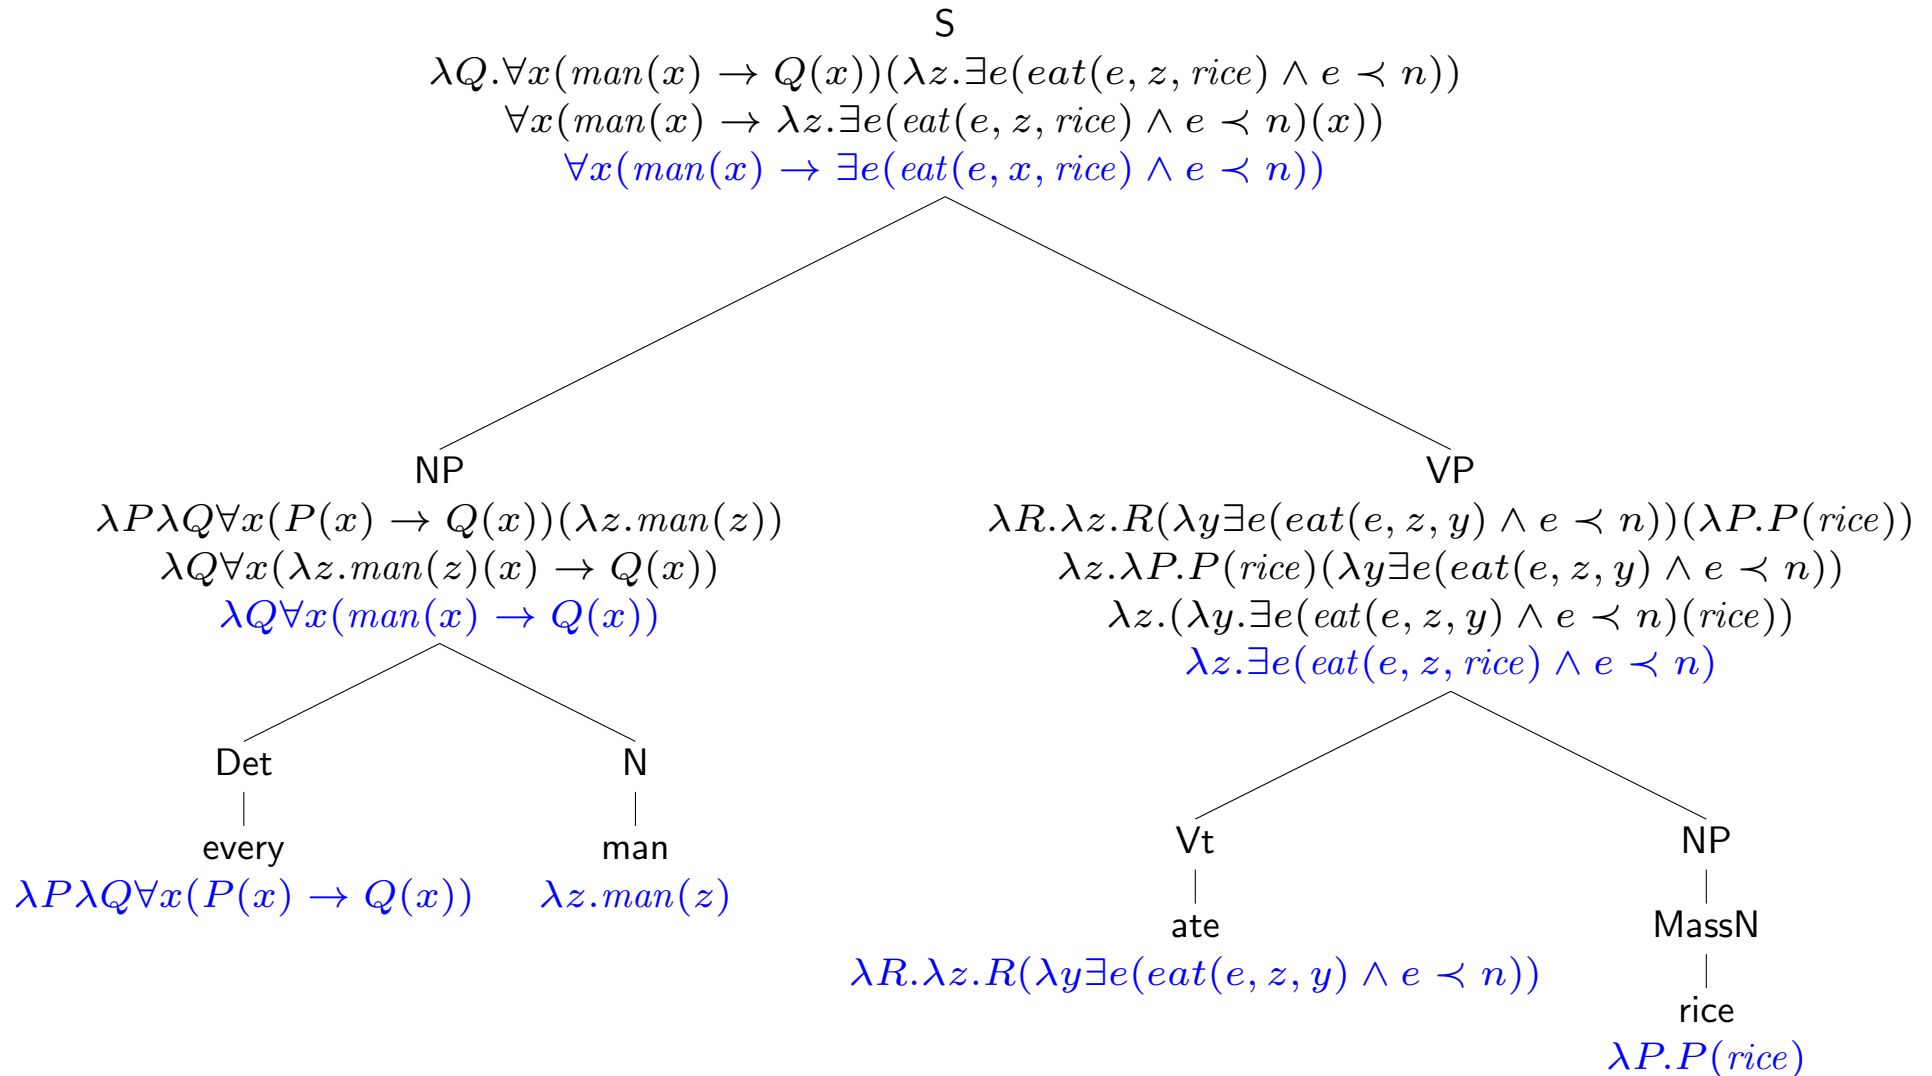 S
λQ.∀x(man(x) → Q(x))(λz.∃e(eat(e, z, rice) ∧ e ≺ n))
∀x(man(x) → λz.∃e(eat(e, z, rice) ∧ e ≺ n)(x))
∀x(man(x) → ∃e(eat(e, x, rice) ∧ e ≺ n))
NP
λPλQ∀x(P(x) → Q(x))(λz.man(z))
λQ∀x(λz.man(z)(x) → Q(x))
λQ∀x(man(x) → Q(x))
VP
λR.λz.R(λy∃e(eat(e, z, y) ∧ e ≺ n))(λP.P(rice))
λz.λP.P(rice)(λy∃e(eat(e, z, y) ∧ e ≺ n))
λz.(λy.∃e(eat(e, z, y) ∧ e ≺ n)(rice))
λz.∃e(eat(e, z, rice) ∧ e ≺ n)
Det
every
λPλQ∀x(P(x) → Q(x))
N
man
λz.man(z)
Vt
ate
λR.λz.R(λy∃e(eat(e, z, y) ∧ e ≺ n))
NP
MassN
rice
λP.P(rice)